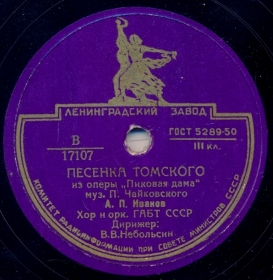 ЛЕНИНГРАДСКИЙ ЗАВОД
В
17107
ГОСТ 5289-50
III кл.
ПЕСЕНКА ТОМСКОГО
из оперы „Пиковая дама"
муз. П. Чайковского
А. П. Иванов
Хор и орк. ГАБТ СССР
Дирижер:
В.В.Небольсин
КОМИТЕТ РАДИОИНФОРМАЦИИ ПРИ СОВЕТЕ МИНИСТРОВ СССР